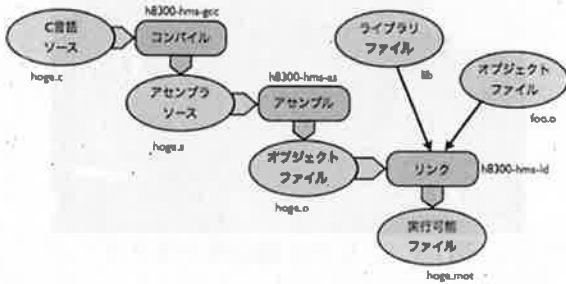 h8300-hms-gcc
C言語
ソース
コンパイル
hoge.c
アセンブラ
ソース
hoge.s
h8300-hms-as
アセンブル
オブジェクト
ファイル
hoge.o
ライブラリ
ファイル
lib
オブジェクト
ファイル
foo.o
リンク
h8300-hms-ld
実行可能
ファイル
hoge.mot